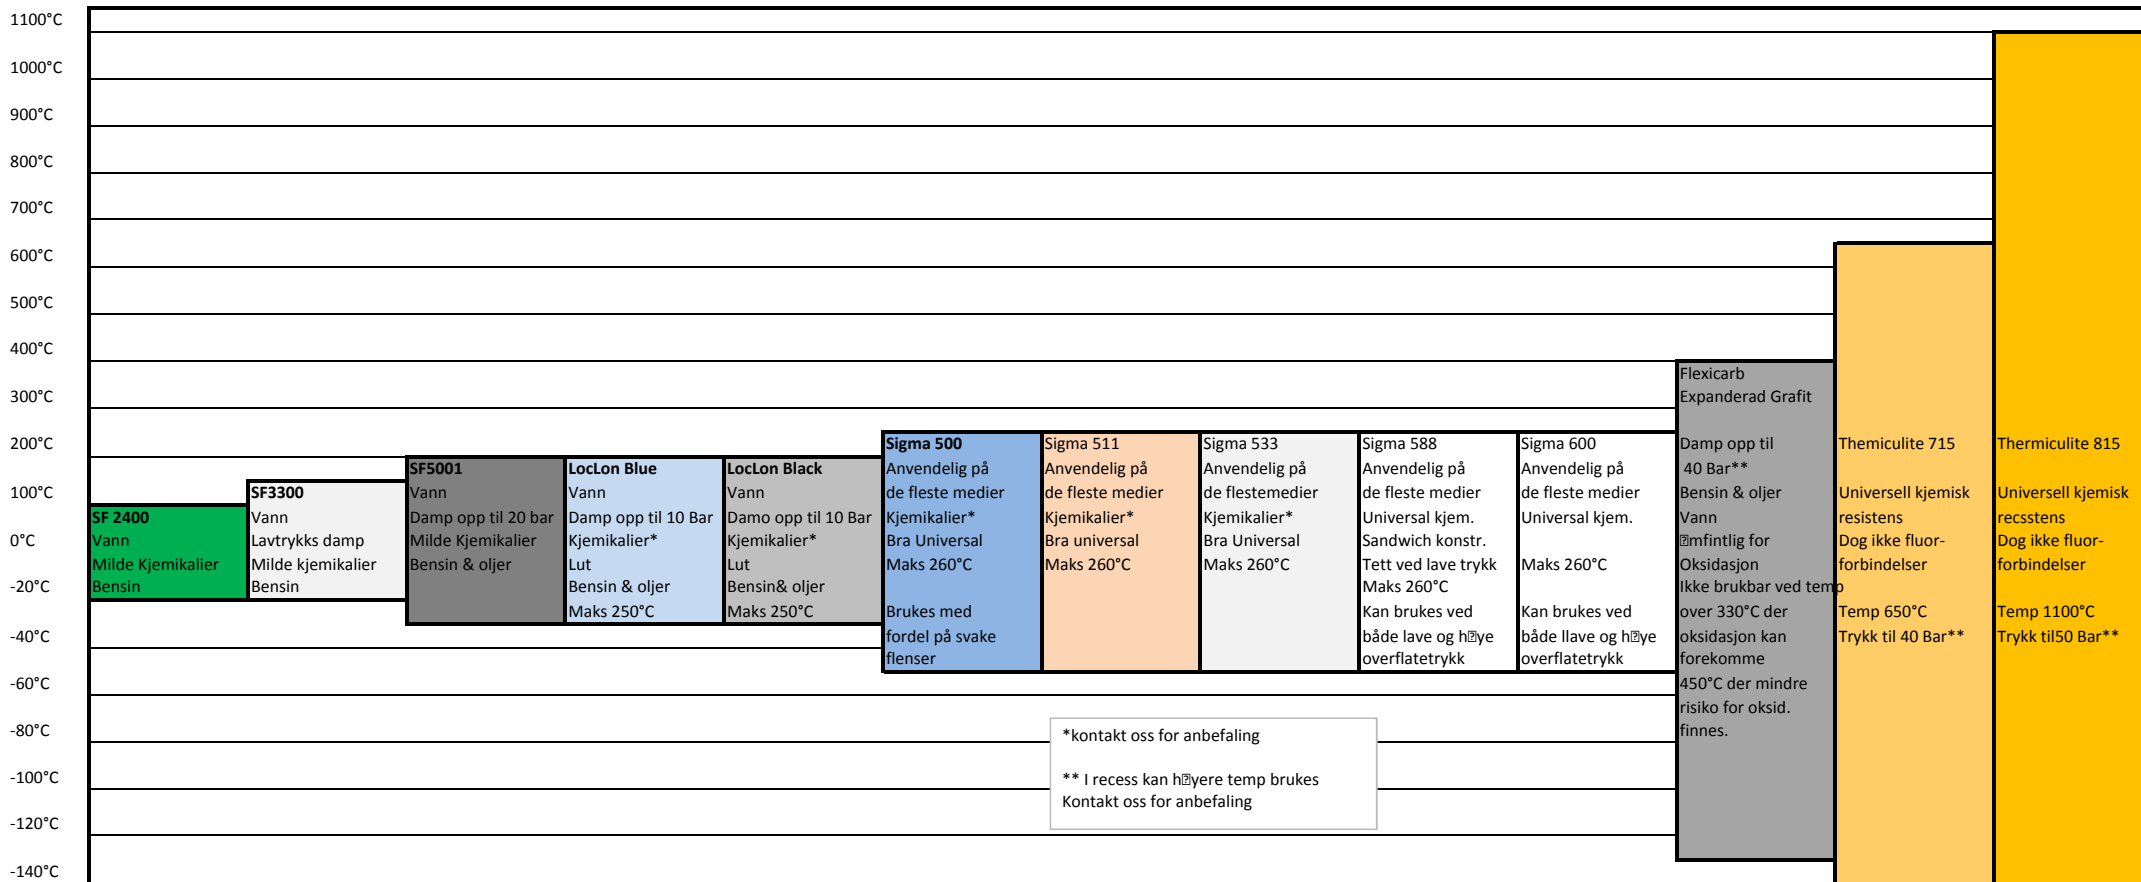 1100°C
1000°C
900°C
800°C
700°C
600°C
500°C
400°C
300°C
200°C
100°C
0°C
-20°C
-40°C
-60°C
-80°C
-100°C
-120°C
-140°C
SF 2400
Vann
Milde Kjemikalier
Bensin
SF3300
Vann
Lavtrykks damp
Milde kjemikalier
Bensin
SF5001
Vann
Damp opp til 20 bar
Milde Kjemikalier
Bensin & oljer
LocLon Blue
Vann
Damp opp til 10 Bar
Kjemikalier*
Lut
Bensin & oljer
Maks 250°C
LocLon Black
Vann
Damo opp til 10 Bar
Kjemikalier*
Lut
Bensin& oljer
Maks 250°C
Sigma 500
Anvendelig på
de fleste medier
Kjemikalier*
Bra Universal
Maks 260°C
Brukes med
fordel på svake
flenser
Sigma 511
Anvendelig på
de fleste medier
Kjemikalier*
Bra universal
Maks 260°C
Sigma 533
Anvendelig på
de flestemedier
Kjemikalier*
Bra Universal
Maks 260°C
Sigma 588
Anvendelig på
de fleste medier
Universal kjem.
Sandwich konstr.
Tett ved lave trykk
Maks 260°C
Kan brukes ved
både lave og h�ye
overflatetrykk
Sigma 600
Anvendelig på
de fleste medier
Universal kjem.
Maks 260°C
Kan brukes ved
både llave og h�ye
overflatetrykk
Flexicarb
Expanderad Grafit
Damp opp til
40 Bar**
Bensin & oljer
Vann
�mfintlig for
Oksidasjon
Ikke brukbar ved temp
over 330°C der
oksidasjon kan
forekomme
450°C der mindre
risiko for oksid.
finnes.
Themiculite 715
Universell kjemisk
resistens
Dog ikke fluor-
forbindelser
Temp 650°C
Trykk til 40 Bar**
Thermiculite 815
Universell kjemisk
recsstens
Dog ikke fluor-
forbindelser
Temp 1100°C
Trykk til50 Bar**
*kontakt oss for anbefaling
** I recess kan h�yere temp brukes
Kontakt oss for anbefaling